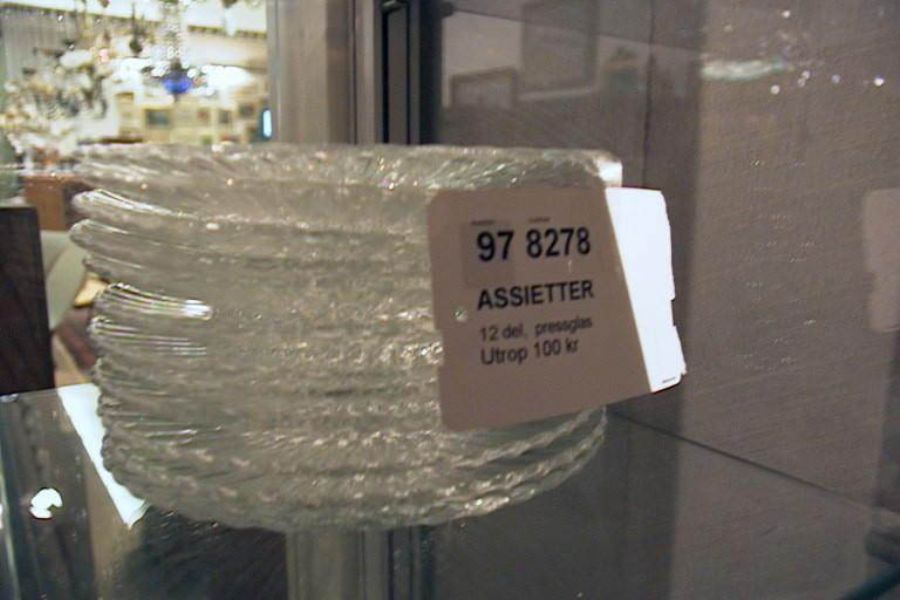 97 8278
ASSIETTER
12 del, pressglas
Utrop 100 kr